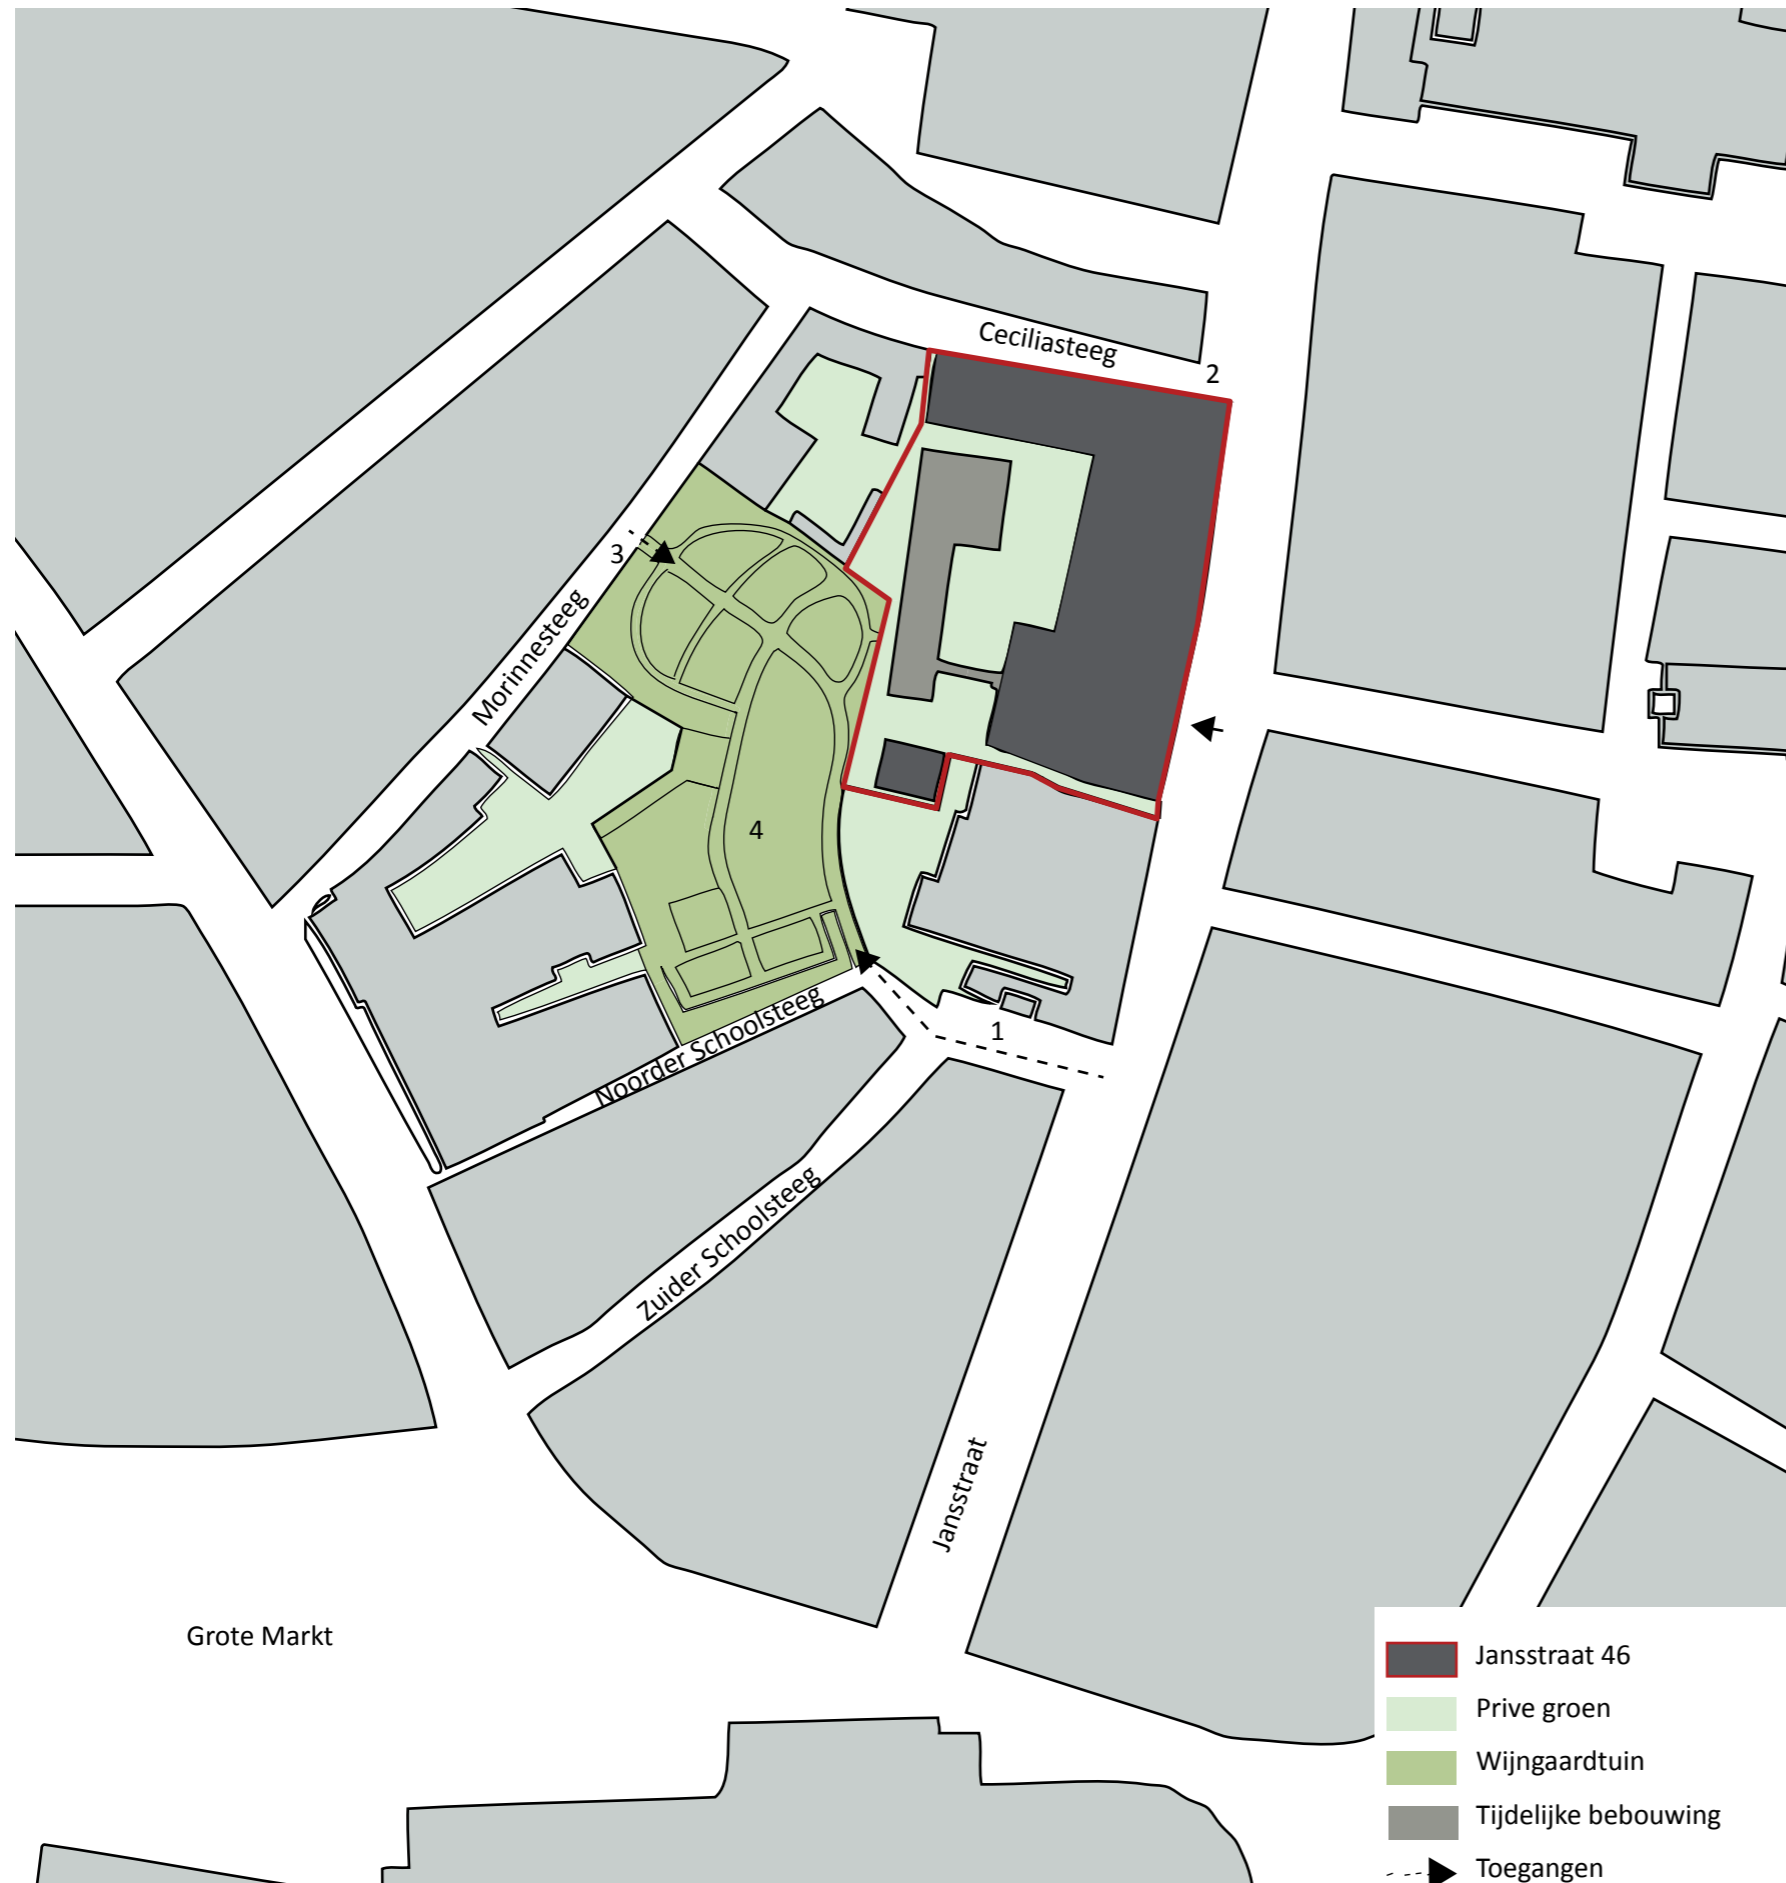 Ceciliasteeg
2
3
Morinnesteeg
4
Noorder Schoolsteeg
1
Zuider Schoolsteeg
Jansstraat
Grote Markt
Jansstraat 46
Prive groen
Wijngaardtuin
Tijdelijke bebouwing
Toegangen